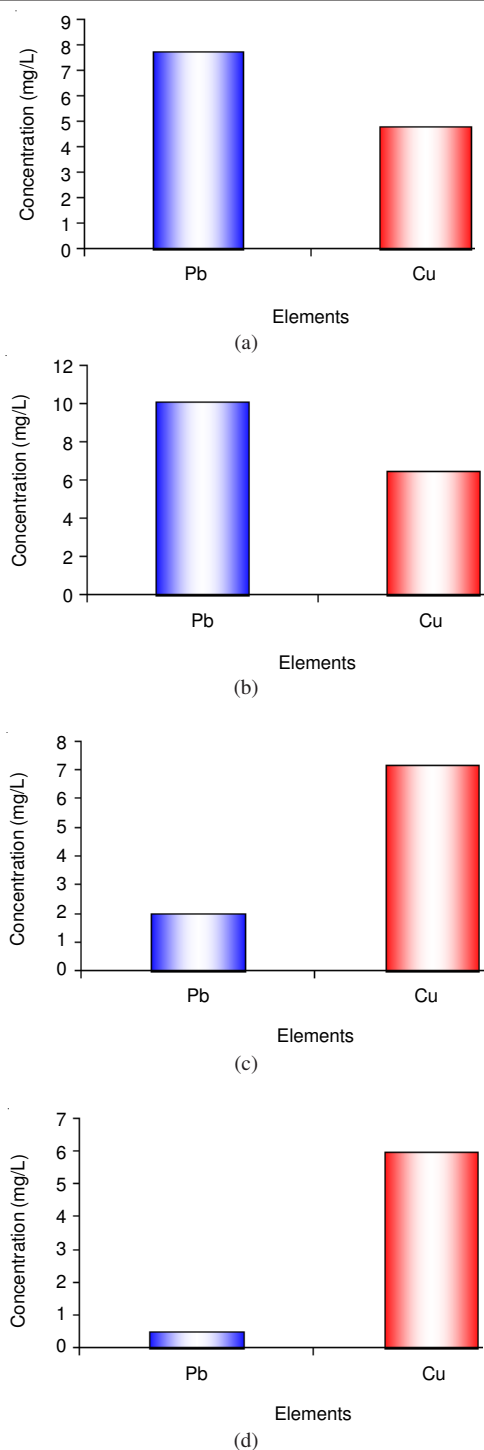 Concentration (mg/L)
9
8
7
6
5
4
3
2
1
0
Pb
Cu
Elements
(a)
Concentration (mg/L)
12
10
8
6
4
2
0
Pb
Cu
Elements
(b)
Concentration (mg/L)
8
7
6
5
4
3
2
1
0
Pb
Cu
Elements
(c)
Concentration (mg/L)
7
6
5
4
3
2
1
0
Pb
Cu
Elements
(d)